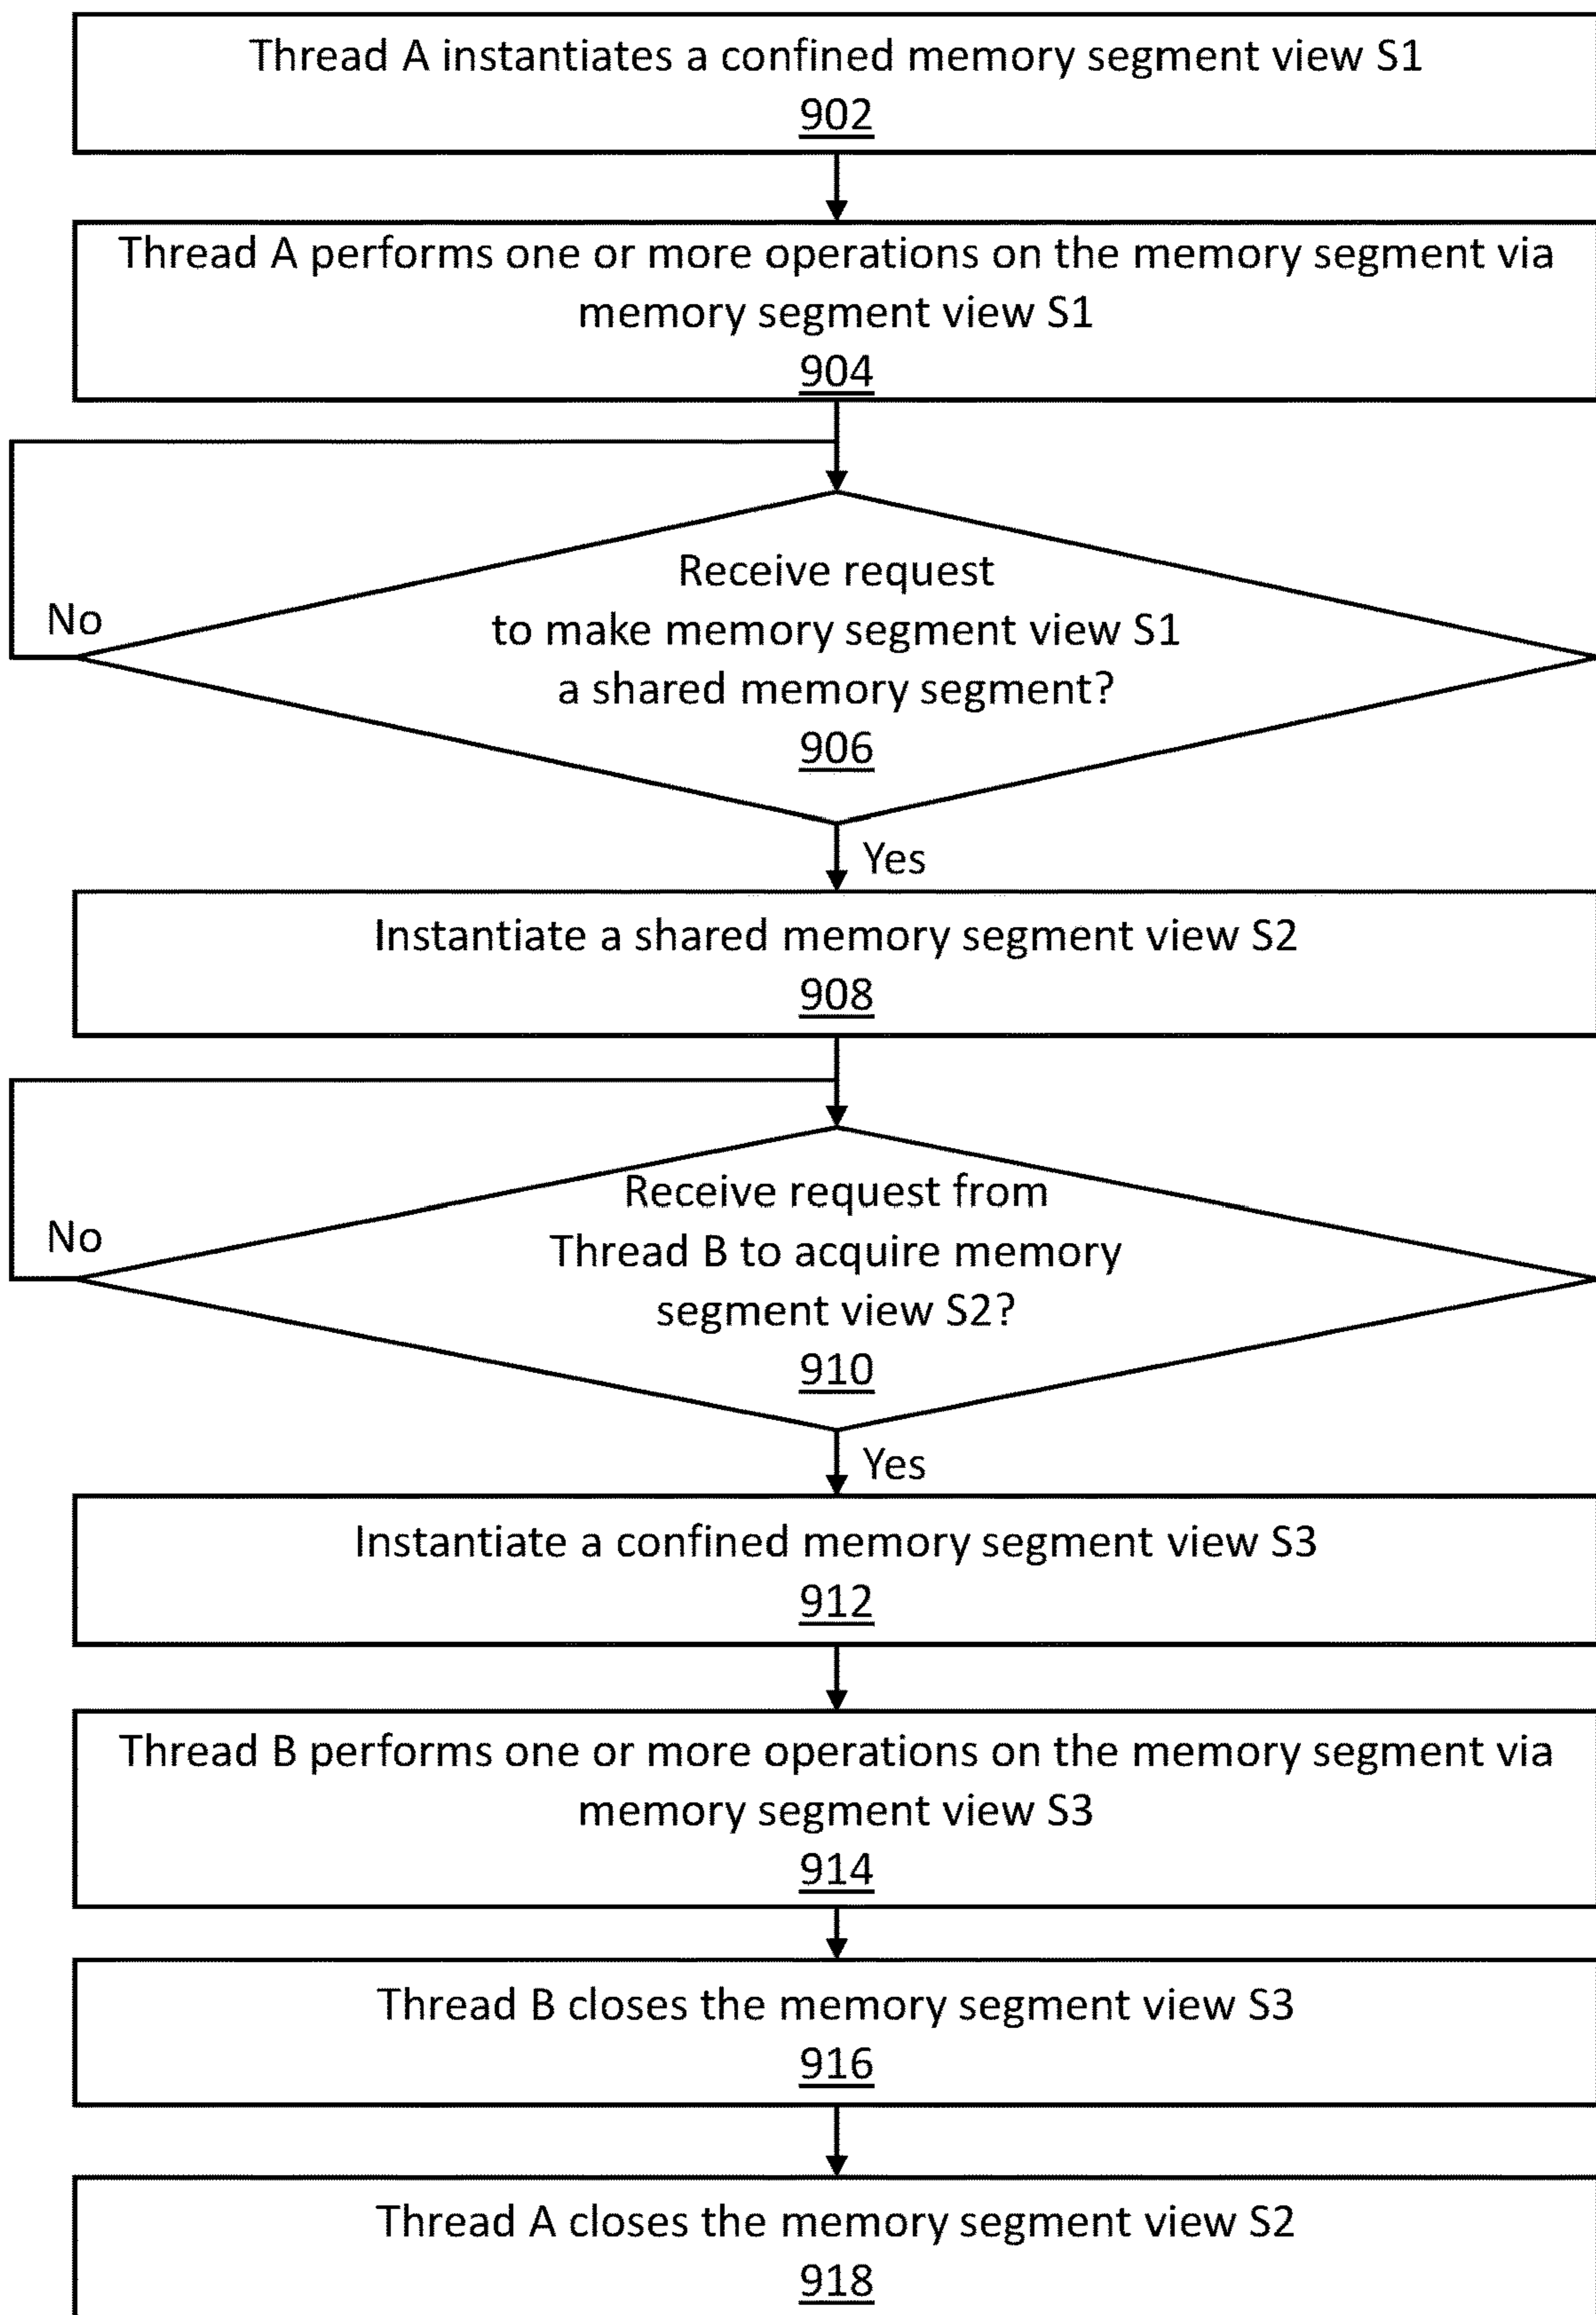 Thread A instantiates a confined memory segment view S1
902
Thread A performs one or more operations on the memory segment via
memory segment view S1
904
Receive request
to make memory segment view S1
a shared memory segment?
906
No
Yes
Instantiate a shared memory segment view S2
908
Receive request from
Thread B to acquire memory
segment view S2?
910
No
Yes
Instantiate a confined memory segment view S3
912
Thread B performs one or more operations on the memory segment via
memory segment view S3
914
Thread B closes the memory segment view S3
916
Thread A closes the memory segment view S2
918